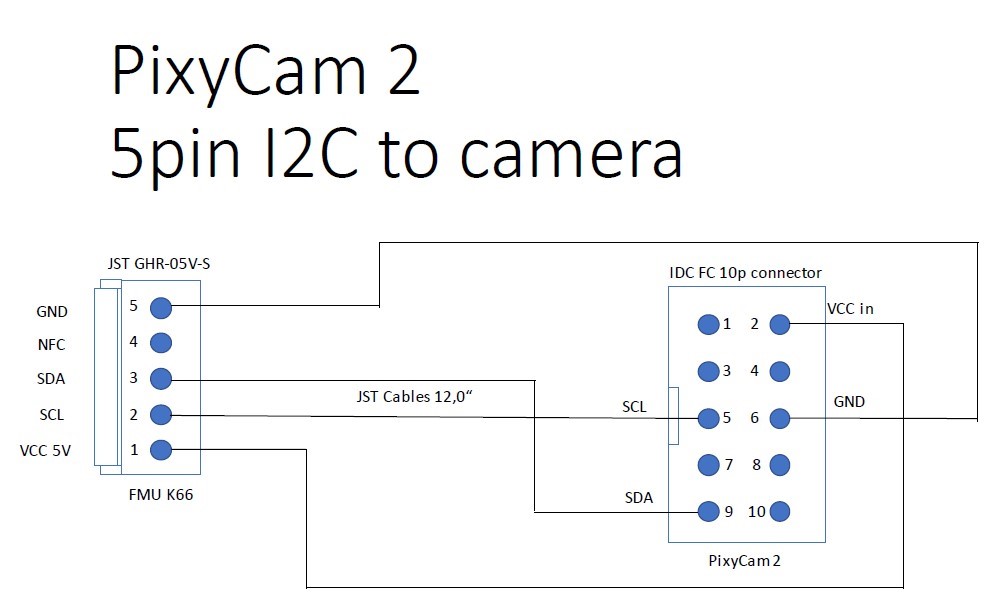 PixyCam 2
5pin I2C to camera
JST GHR-05V-S
IDC FC 10p connector
GND 5
NFC 4
SDA 3
SCL 2
VCC 5V 1
FMU K66
JST Cables 12,0“
1 2 VCC in
3 4
SCL 5 6 GND
7 8
SDA 9 10
PixyCam 2